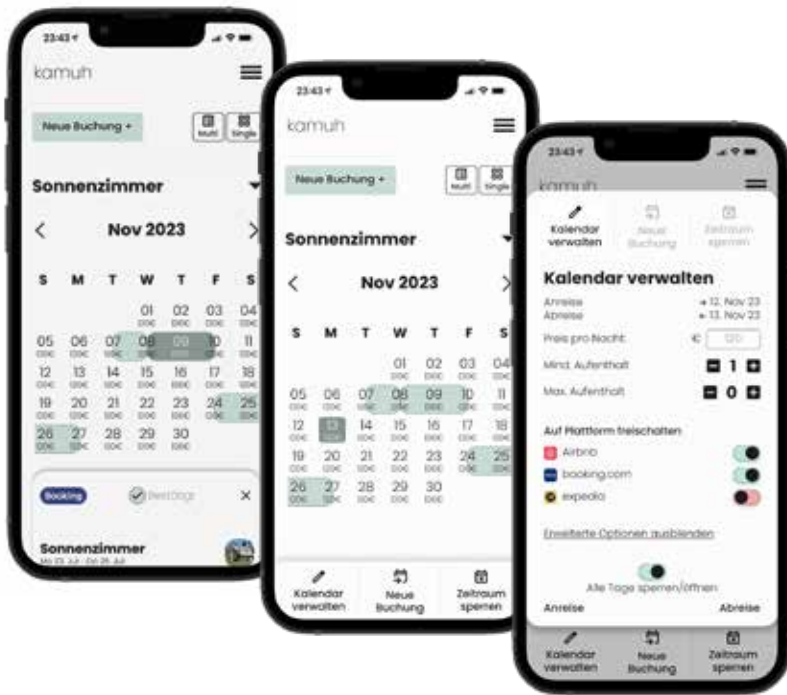 23:43
kamuh
Neue Buchung +
Multi
Single
Sonnenzimmer
Nov 2023
S M T W T F S
01 02 03 04
05 06 07 08 09 10 11
12 13 14 15 16 17 18
19 20 21 22 23 24 25
26 27 28 29 30
Booking
Sonnenzimmer
23:43
kamuh
Neue Buchung +
Multi
Single
Sonnenzimmer
Nov 2023
S M T W T F S
01 02 03 04
05 06 07 08 09 10 11
12 13 14 15 16 17 18
19 20 21 22 23 24 25
26 27 28 29 30
Kalendar verwalten
Neue Buchung
Zeitraum sperren
23:43
kamuh
Kalendar verwalten
Neue Buchung
Zeitraum sperren
Kalendar verwalten
Anreise 12. Nov 23
Abreise 13. Nov 23
Preis pro Nacht € 120
Mind. Aufenthalt 1
Max. Aufenthalt 0
Auf Plattform freischalten
Airbnb
booking.com
expedia
Erweiterte Optionen ausblenden
Alle Tage sperren/öffnen
Anreise Abreise
Kalendar verwalten
Neue Buchung
Zeitraum sperren